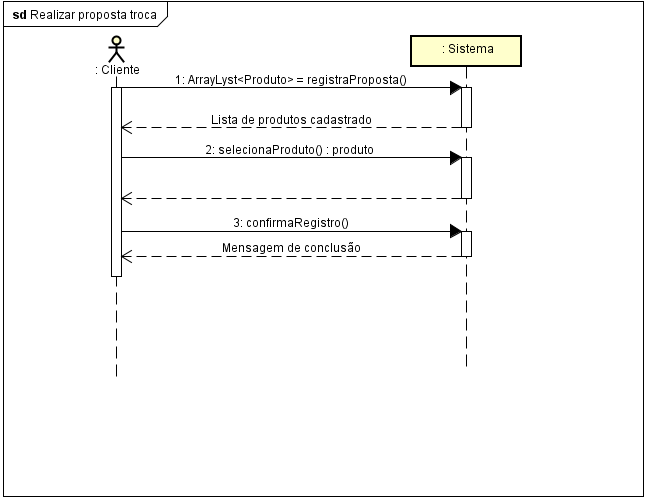 sd Realizar proposta troca
: Cliente
: Sistema
1: ArrayLyst<Produto> = registraProposta()
Lista de produtos cadastrado
2: selecionaProduto() : produto
3: confirmaRegistro()
Mensagem de conclusão